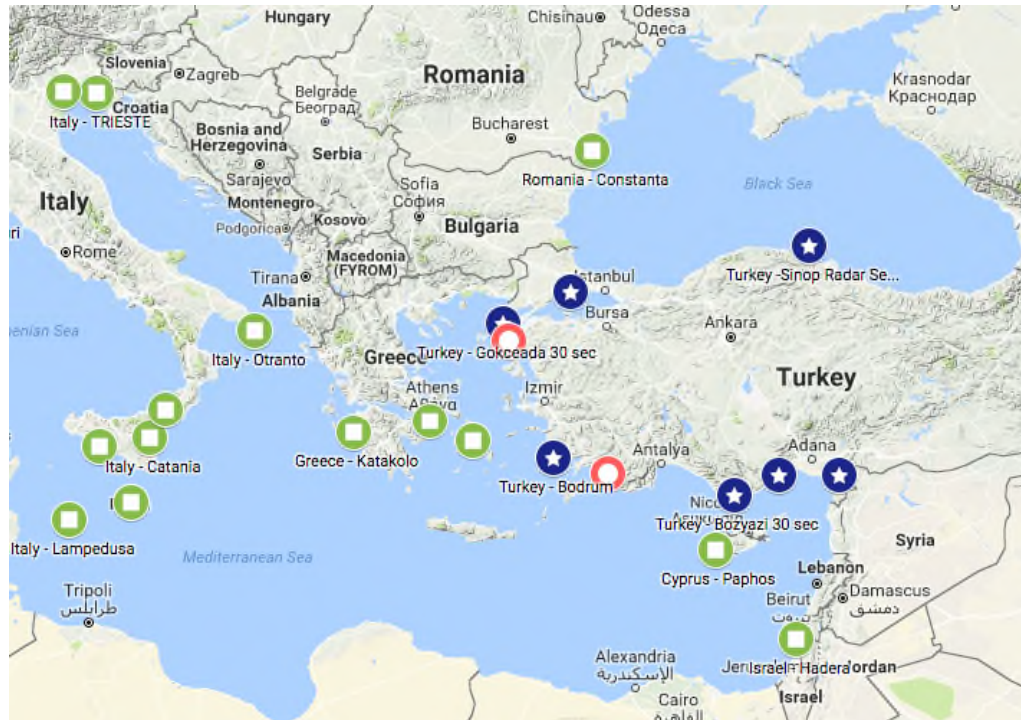 Hungary
Chisinau
Odessa
Одеса
Slovenia
Zagreb
Romania
Krasnodar
Краснодар
Croatia
Italy - TRIESTE
Belgrade
Београд
Bucharest
Bosnia and
Herzegovina
Serbia
Romania - Constanta
Sarajevo
Sofia
София
Black Sea
Italy
Montenegro
Kosovo
Podgorica
Bulgaria
Rome
Macedonia
(FYROM)
Tirana
Istanbul
Turkey -Sinop Radar Se...
Albania
Bursa
Ankara
enian Sea
Italy - Otranto
Greece
Turkey - Gokceada 30 sec
Turkey
Athens
Αθήνα
Izmir
Italy - Catania
Greece - Katakolo
Antalya
Adana
Turkey - Bodrum
Turkey - Bozyazi 30 sec
Italy - Lampedusa
Mediterranean Sea
Syria
Cyprus - Paphos
Lebanon
Tripoli
طرابلس
Beirut
بيروت
Damascus
دمشق
Alexandria
الإسكندرية
Israel - Hadera
Jordan
Cairo
القاهرة
Israel